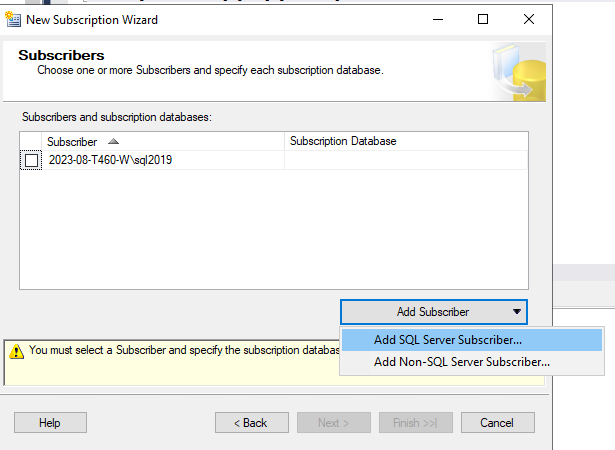 New Subscription Wizard
Subscribers
Choose one or more Subscribers and specify each subscription database.
Subscribers and subscription databases:
Subscriber Subscription Database
2023-08-T460-W\sql2019
Add Subscriber
Add SQL Server Subscriber...
Add Non-SQL Server Subscriber...
You must select a Subscriber and specify the subscription databas
Help < Back Next > Finish >>| Cancel